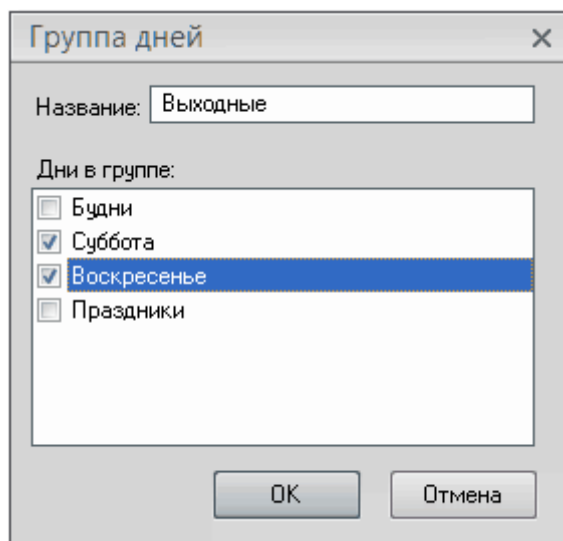 Группа дней
Название: Выходные
Дни в группе:
Будни
Суббота
Воскресенье
Праздники
OK Отмена